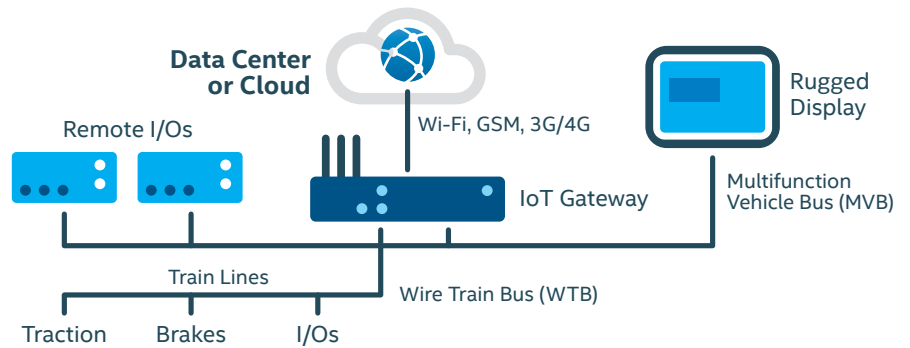 Data Center
or Cloud
Rugged
Display
Wi-Fi, GSM, 3G/4G
Remote I/Os
Multifunction
Vehicle Bus (MVB)
IoT Gateway
Train Lines
Wire Train Bus (WTB)
Traction
Brakes
I/Os